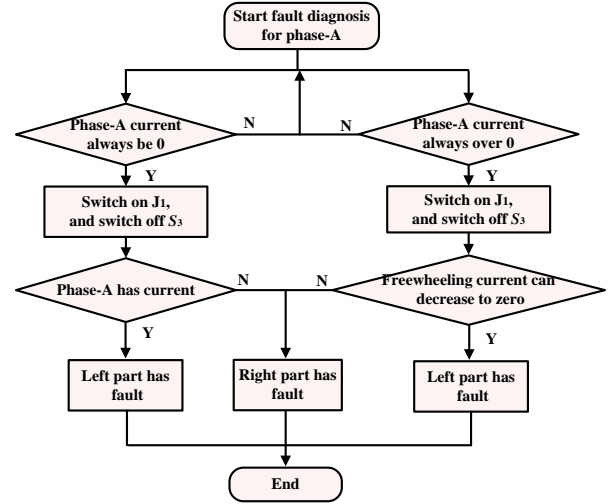 Start fault diagnosis
for phase-A
Phase-A current
always be 0
N
N
Phase-A current
always over 0
Y
Y
Switch on J1,
and switch off S3
Switch on J1,
and switch off S3
Phase-A has current
N
N
Freewheeling current can
decrease to zero
Y
Y
Left part has
fault
Right part has
fault
Left part has
fault
End